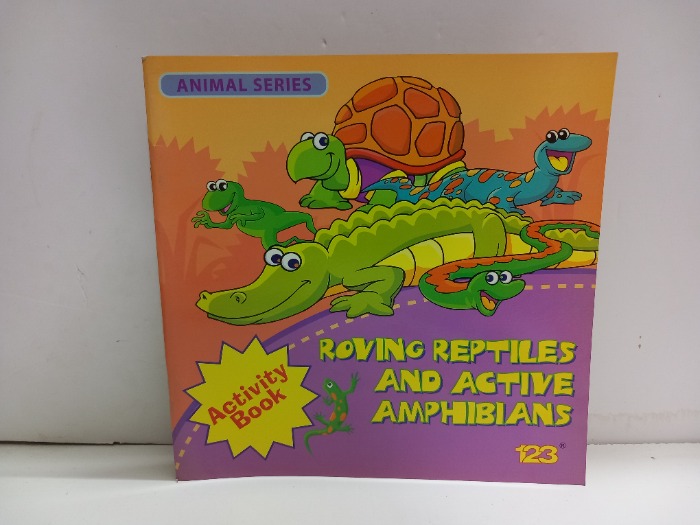 ANIMAL SERIES
Activity
Book
ROVING REPTILES
AND ACTIVE
AMPHIBIANS
123®